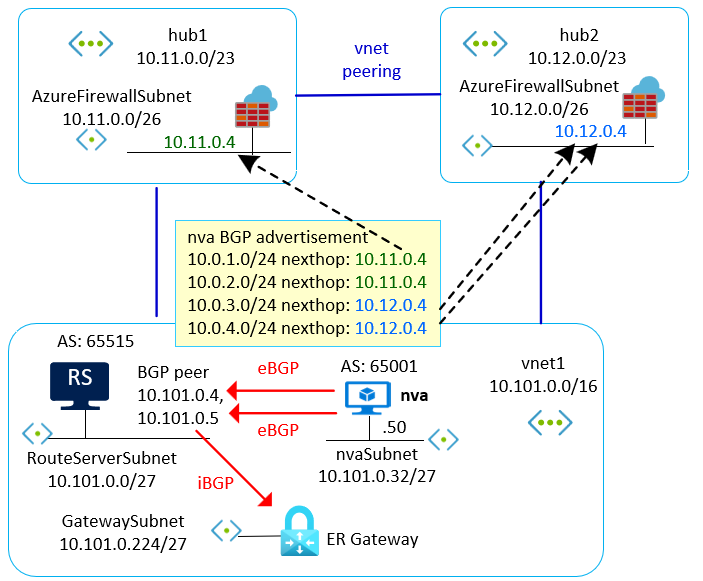 hub1
10.11.0.0/23
AzureFirewallSubnet
10.11.0.0/26
10.11.0.4
vnet
peering
hub2
10.12.0.0/23
AzureFirewallSubnet
10.12.0.0/26
10.12.0.4
nva BGP advertisement
10.0.1.0/24 nexthop: 10.11.0.4
10.0.2.0/24 nexthop: 10.11.0.4
10.0.3.0/24 nexthop: 10.12.0.4
10.0.4.0/24 nexthop: 10.12.0.4
AS: 65515
RS
BGP peer
10.101.0.4,
10.101.0.5
eBGP
eBGP
AS: 65001
nva
.50
nvaSubnet
10.101.0.32/27
vnet1
10.101.0.0/16
RouteServerSubnet
10.101.0.0/27
iBGP
GatewaySubnet
10.101.0.224/27
ER Gateway